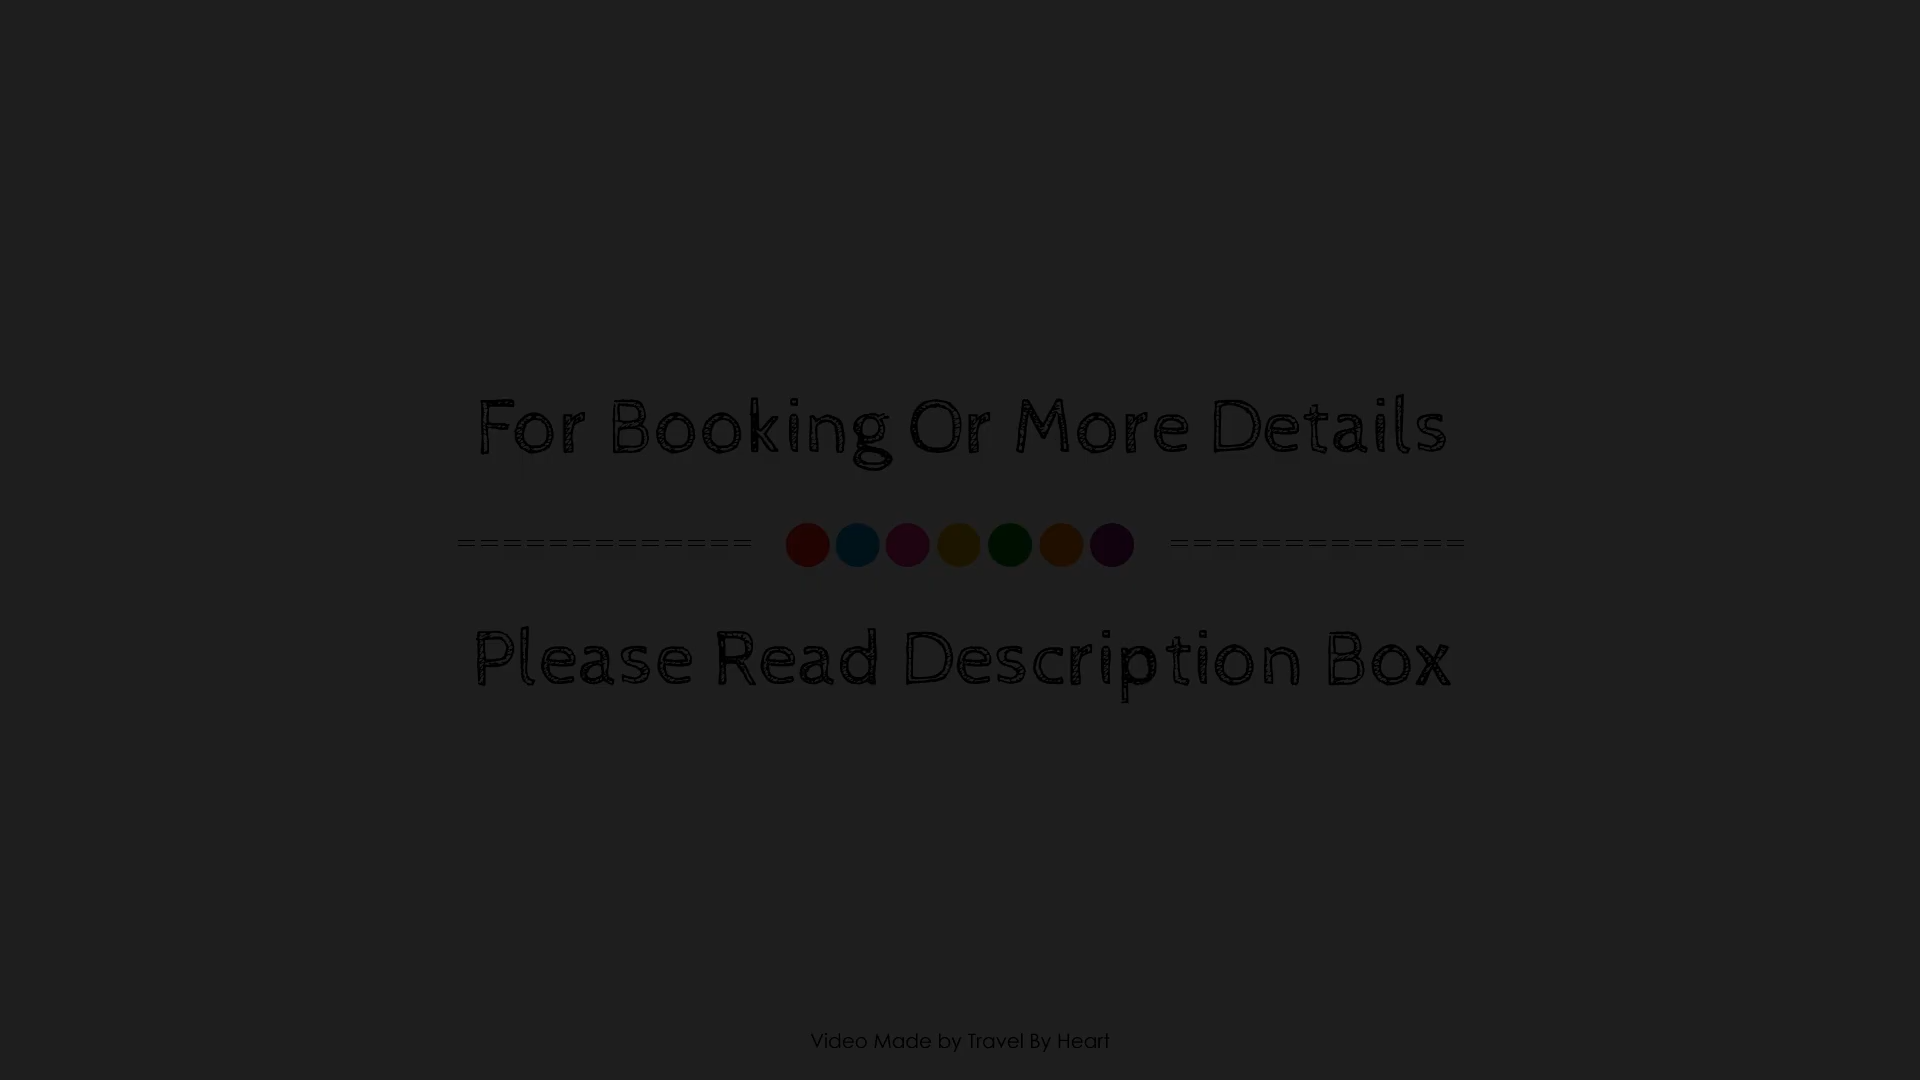 For Booking Or More Details
============= =============
Please Read Description Box
Video Made by Travel By Heart